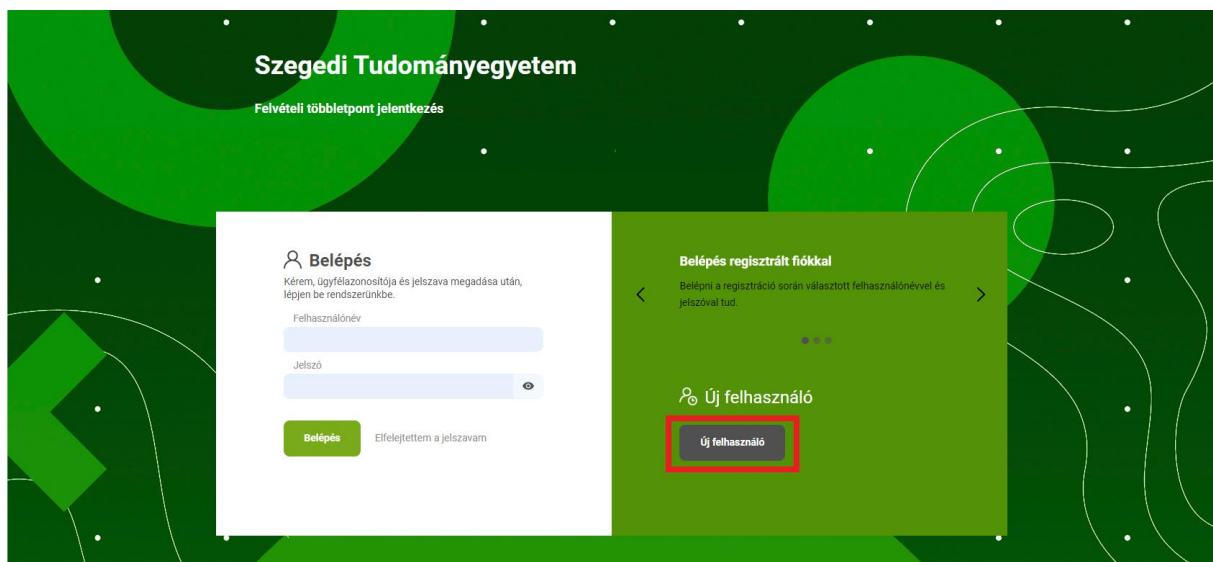 Szegedi Tudományegyetem
Felvételi többletpont jelentkezés
Belépés
Kérem, ügyfélazonosítója és jelszava megadása után,
lépjen be rendszerünkbe.
Felhasználónév
Jelszó
Belépés
Elfelejtettem a jelszavam
Belépés regisztrált fiókkal
Belépni a regisztráció során választott felhasználónévvel és
jelszóval tud.
Új felhasználó
Új felhasználó